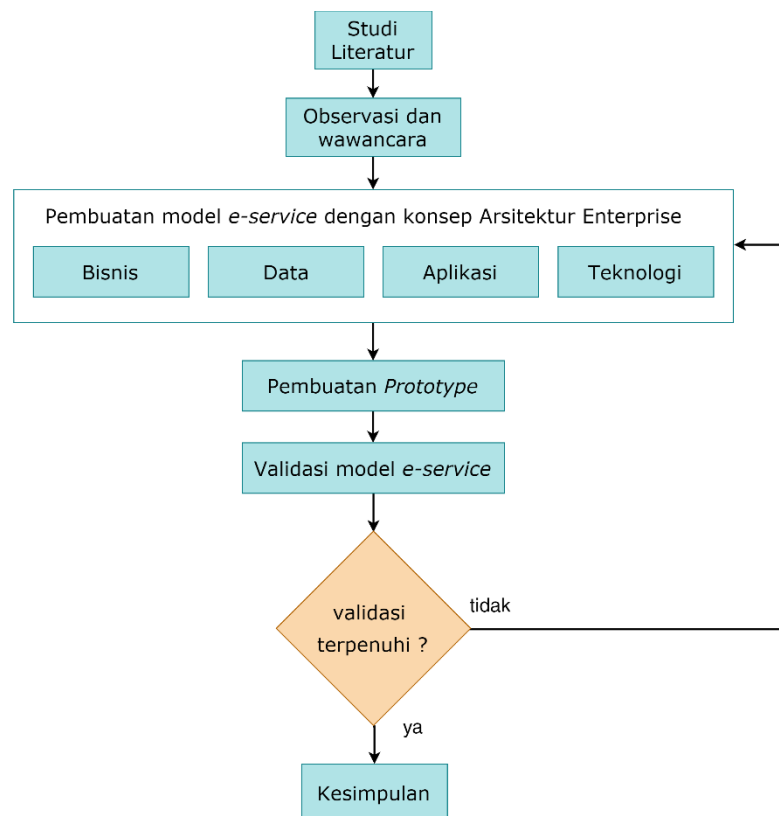 Studi
Literatur
Observasi dan
wawancara
Pembuatan model e-service dengan konsep Arsitektur Enterprise
Bisnis
Data
Aplikasi
Teknologi
Pembuatan Prototype
Validasi model e-service
validasi
terpenuhi ?
tidak
ya
Kesimpulan